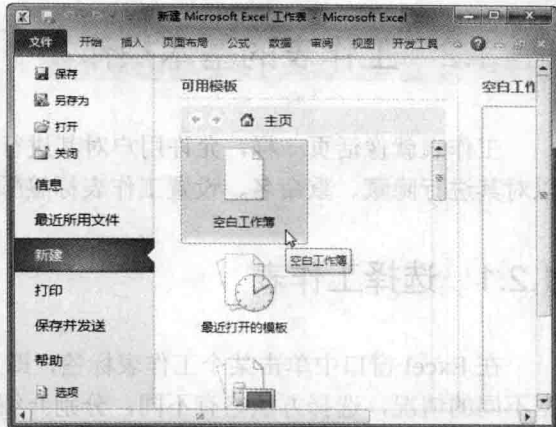 新建 Microsoft Excel 工作表 - Microsoft Excel
文件 开始 插入 页面布局 公式 数据 审阅 视图 开发工具
保存
另存为
打开
关闭
信息
最近所用文件
新建
打印
保存并发送
帮助
选项
可用模板
主页
空白工作簿
空白工作簿
最近打开的模板
空白工作